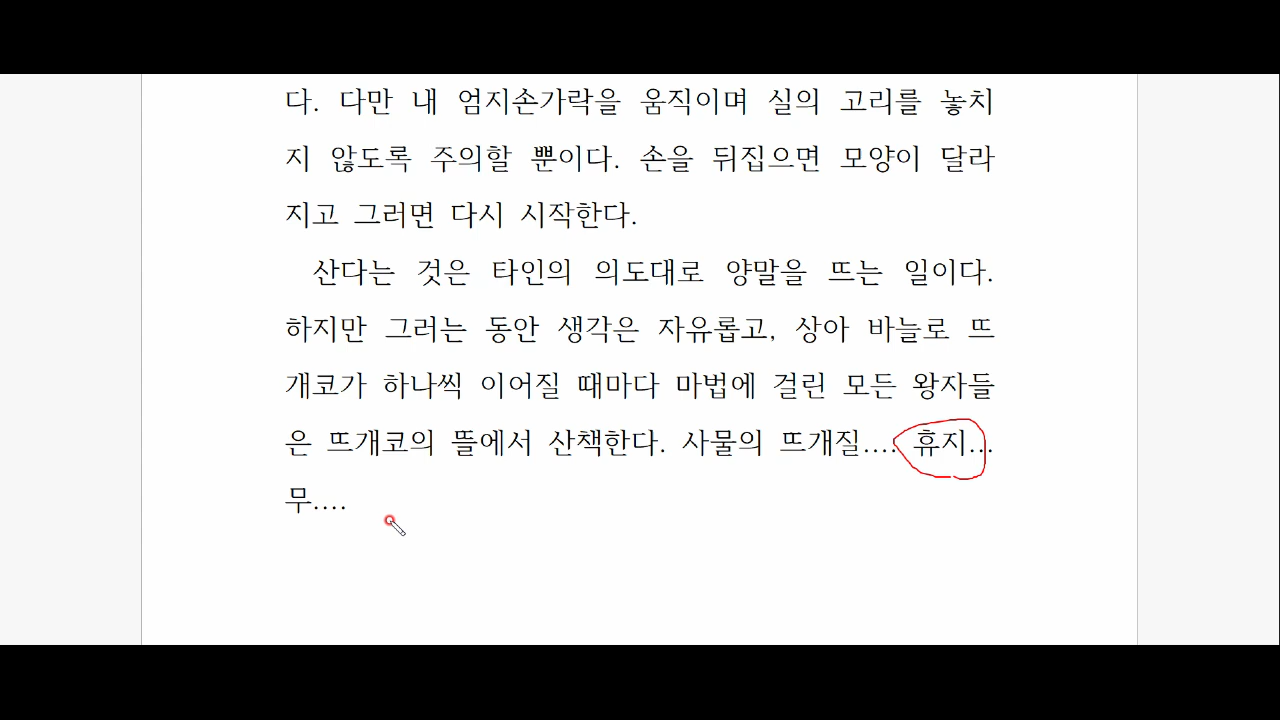 다. 다만 내 엄지손가락을 움직이며 실의 고리를 놓치
지 않도록 주의할 뿐이다. 손을 뒤집으면 모양이 달라
지고 그러면 다시 시작한다.
산다는 것은 타인의 의도대로 양말을 뜨는 일이다.
하지만 그러는 동안 생각은 자유롭고, 상아 바늘로 뜨
개코가 하나씩 이어질 때마다 마법에 걸린 모든 왕자들
은 뜨개코의 뜰에서 산책한다. 사물의 뜨개질.... 휴지...
무....